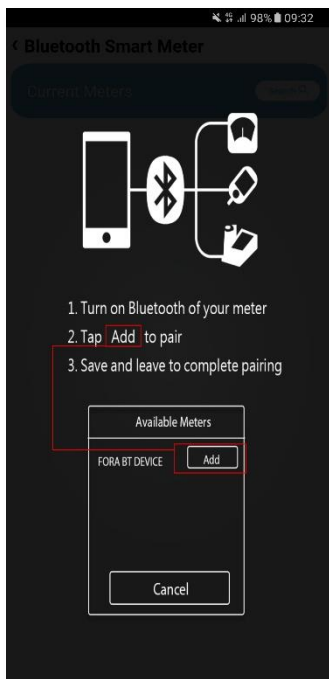 98% 09:32
Bluetooth Smart Meter
Current Meters
1. Turn on Bluetooth of your meter
2. Tap Add to pair
3. Save and leave to complete pairing
Available Meters
FORA BT DEVICE Add
Cancel